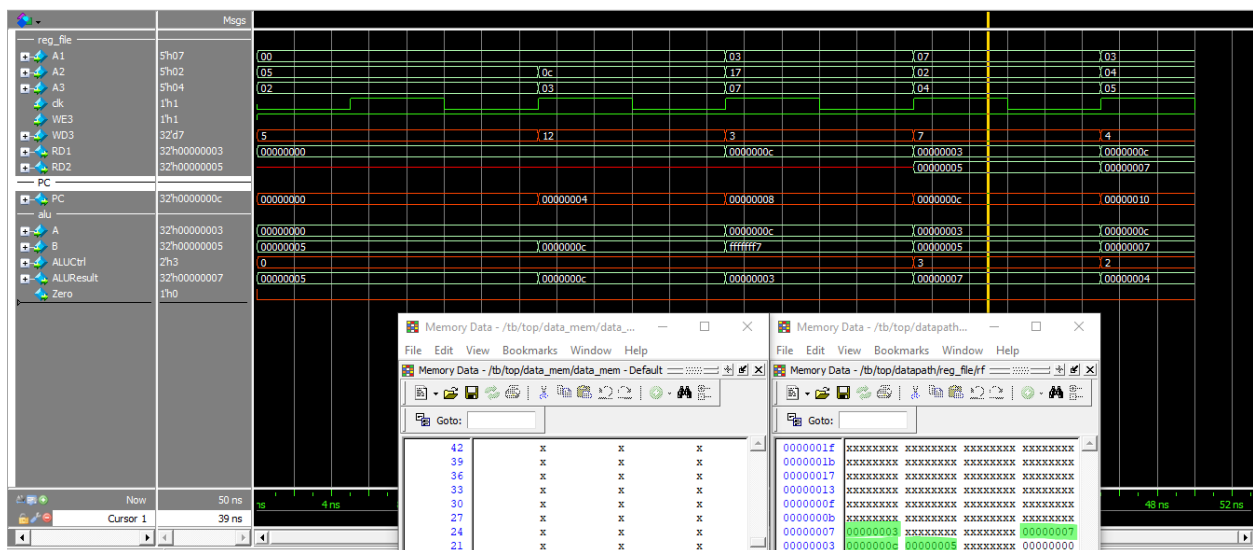 Msgs
reg_file
A1 5'h07 00 03 07 03
A2 5'h02 05 0c 17 02 04
A3 5'h04 02 03 07 04 05
clk 1'h1
WE3 1'h1
WD3 32'd7 5 12 3 7 4
RD1 32'h00000003 00000000 0000000c 00000003 0000000c
RD2 32'h00000005 00000005 00000007
PC
PC 32'h0000000c 00000000 00000004 00000008 0000000c 00000010
alu
A 32'h00000003 00000000 0000000c 00000003 0000000c
B 32'h00000005 00000005 0000000c fffffff7 00000005 00000007
ALUCtrl 2'h3 0 3 2
ALUResult 32'h00000007 00000005 0000000c 00000003 00000007 00000004
Zero 1'h0
Memory Data - /tb/top/data_mem/data_...
File Edit View Bookmarks Window Help
Memory Data - /tb/top/data_mem/data_mem - Default
Goto:
42 x x x
39 x x x
36 x x x
33 x x x
30 x x x
27 x x x
24 x x x
21 x x x
Memory Data - /tb/top/datapath...
File Edit View Bookmarks Window Help
Memory Data - /tb/top/datapath/reg_file/rf
Goto:
0000001f xxxxxxxx xxxxxxxx xxxxxxxx xxxxxxxx
0000001b xxxxxxxx xxxxxxxx xxxxxxxx xxxxxxxx
00000017 xxxxxxxx xxxxxxxx xxxxxxxx xxxxxxxx
00000013 xxxxxxxx xxxxxxxx xxxxxxxx xxxxxxxx
0000000f xxxxxxxx xxxxxxxx xxxxxxxx xxxxxxxx
0000000b xxxxxxxx xxxxxxxx xxxxxxxx xxxxxxxx
00000007 00000003 xxxxxxxx xxxxxxxx 00000007
00000003 0000000c 00000005 xxxxxxxx 00000000
Now 50 ns ns 4 ns 48 ns 52 ns
Cursor 1 39 ns